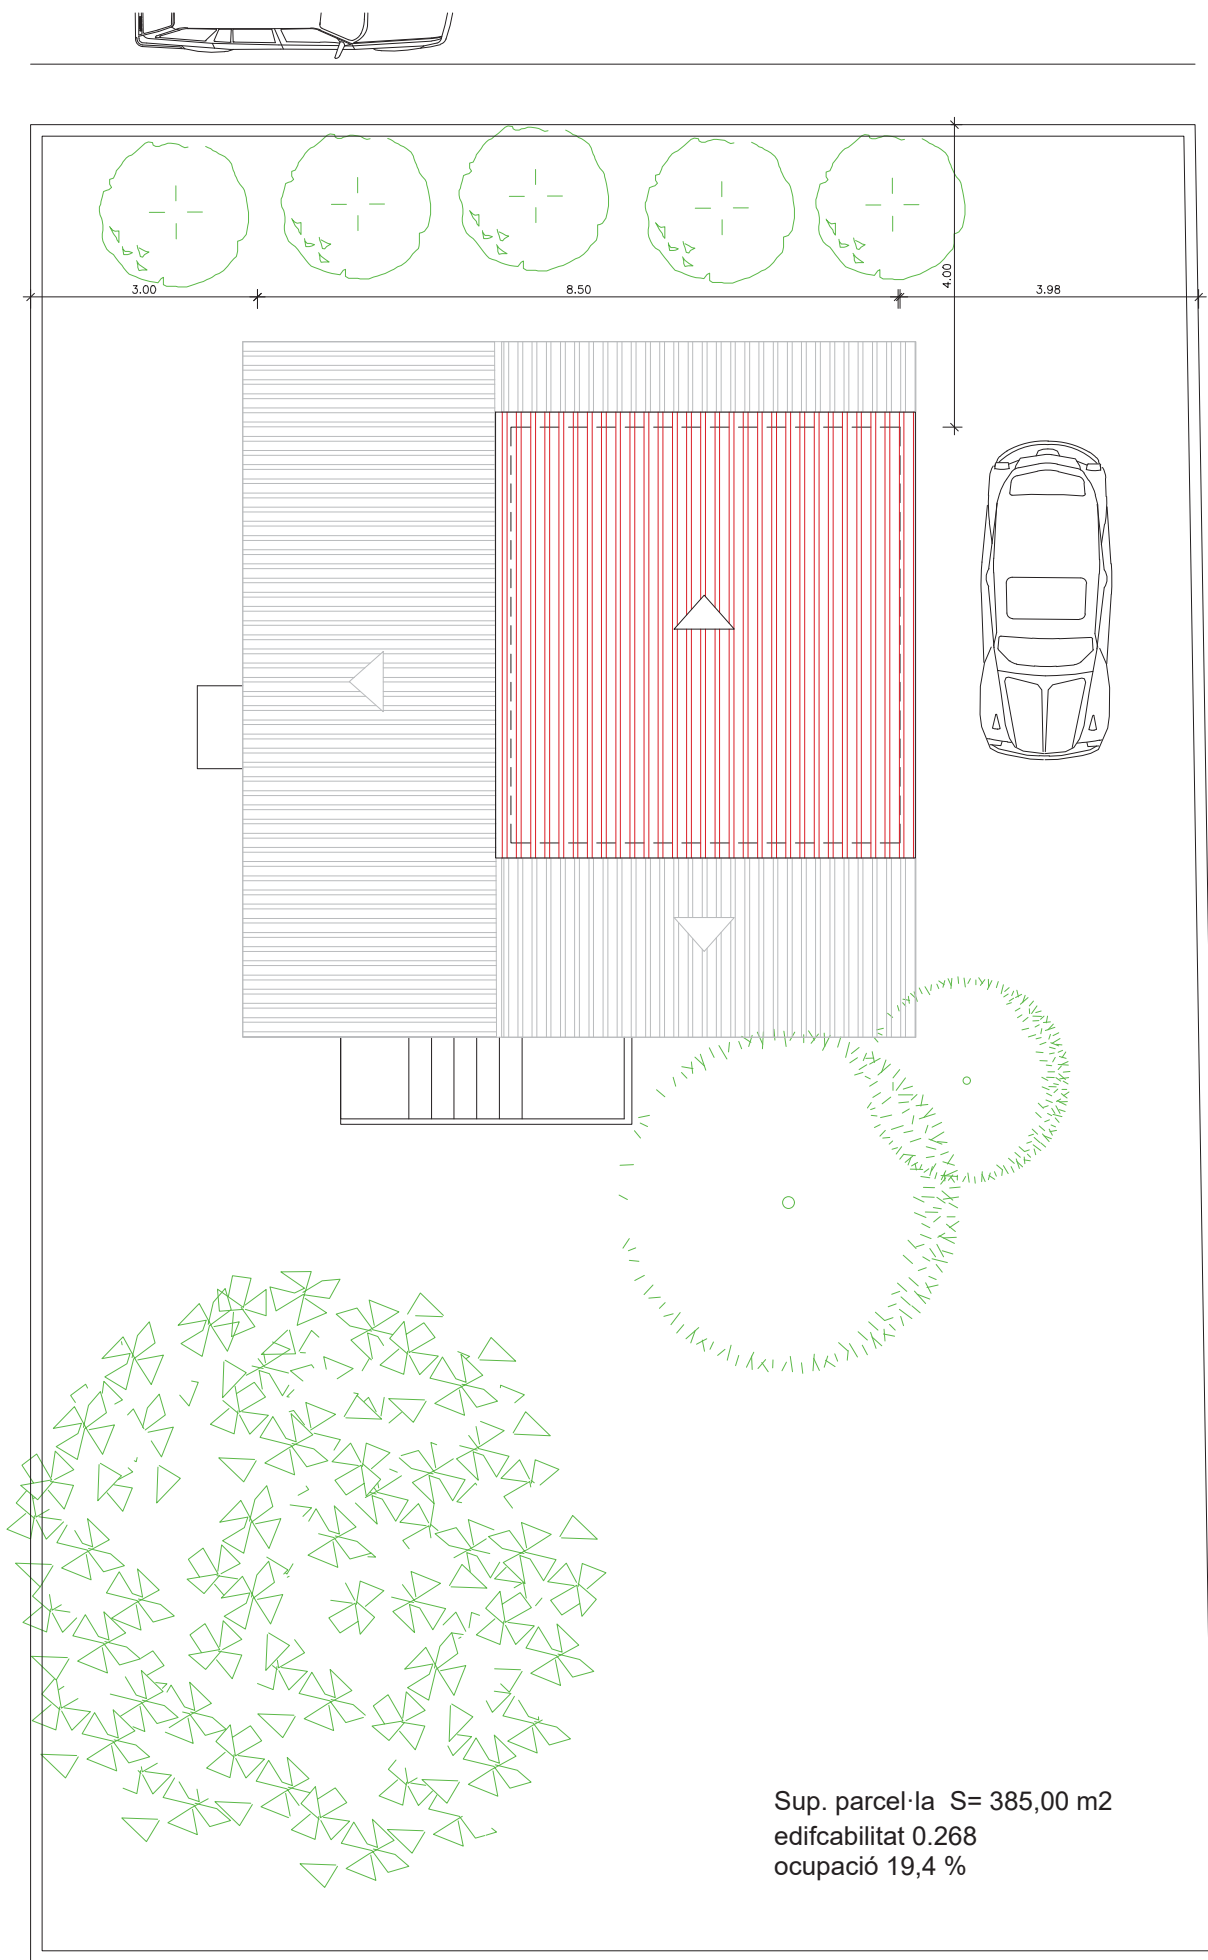 3.00
8.50
4.00
3.98
Sup. parcel·la  S= 385,00 m2
edifcabilitat 0.268
ocupació 19,4 %